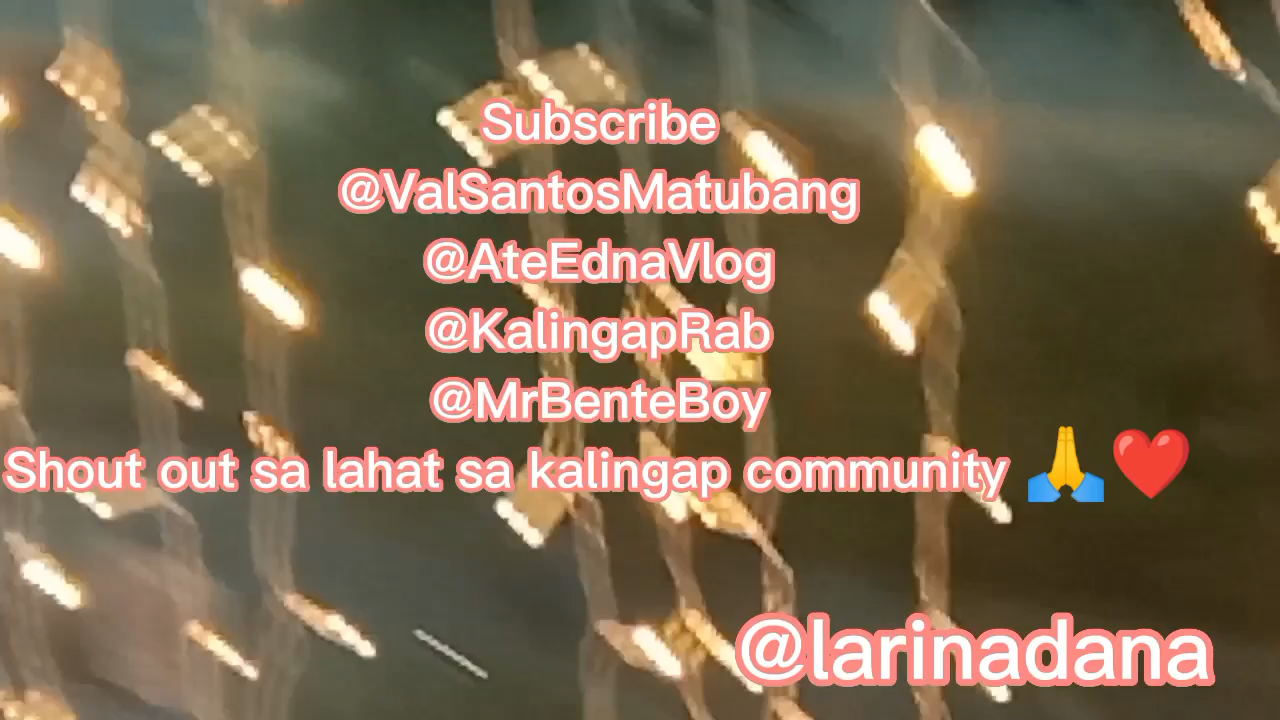 Subscribe
@ValSantosMatubang
@AteEdnaVlog
@KalingapRab
@MrBenteBoy
Shout out sa lahat sa kalingap community 🙏❤️
@larinadana